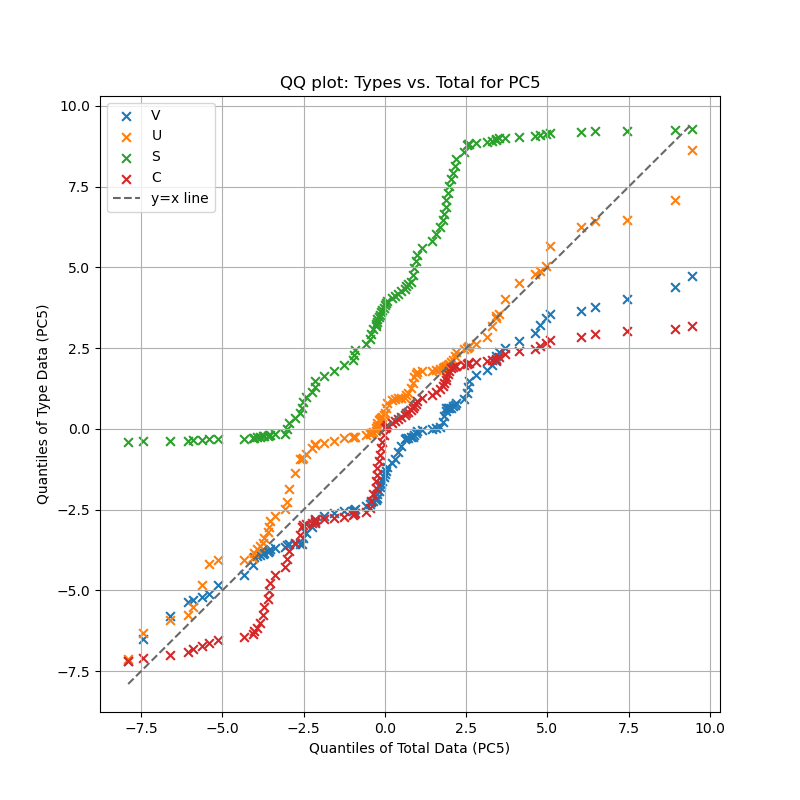 QQ plot: Types vs. Total for PC5
V
U
S
C
y=x line
Quantiles of Type Data (PC5)
10.0
7.5
5.0
2.5
0.0
−2.5
−5.0
−7.5
−7.5 −5.0 −2.5 0.0 2.5 5.0 7.5 10.0
Quantiles of Total Data (PC5)